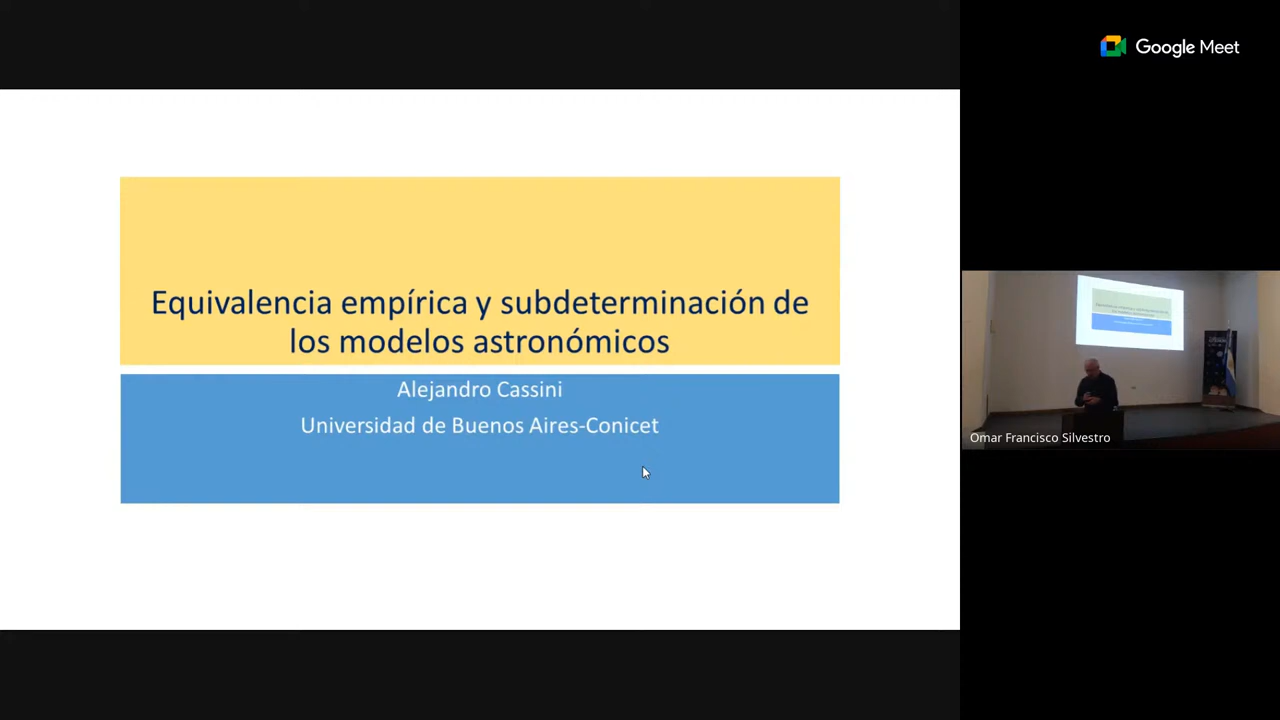 Google Meet
Equivalencia empírica y subdeterminación de
los modelos astronómicos
Alejandro Cassini
Universidad de Buenos Aires-Conicet
Omar Francisco Silvestro